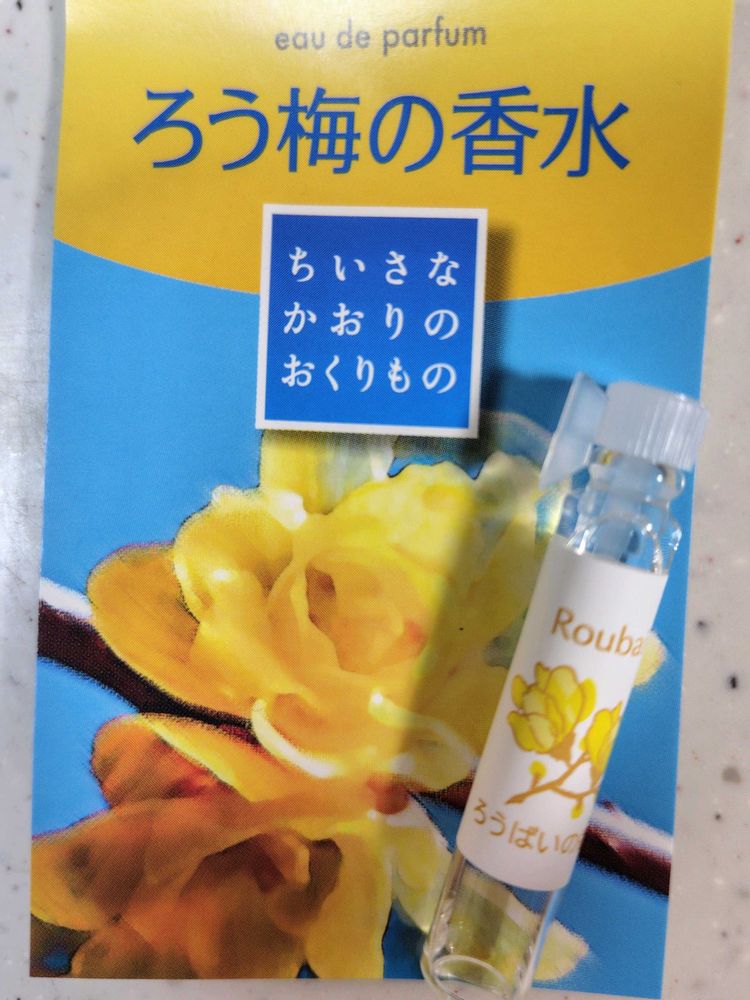 eau de parfum
ろう梅の香水
ちいさな
かおりの
おくりもの
Rouba
ろうばいの